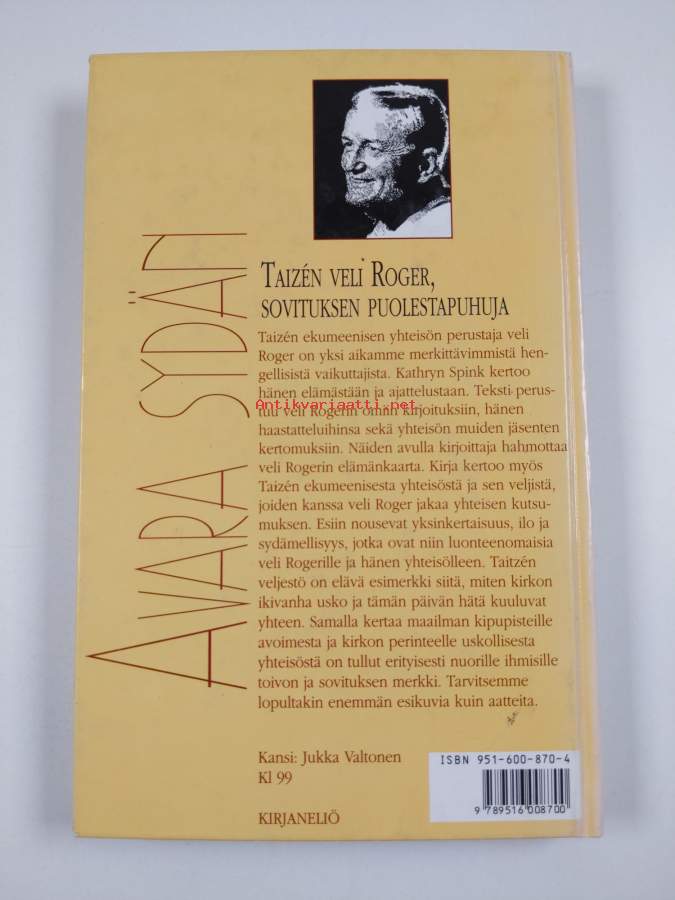 AVARA SYDÄN
TAIZÉN VELI ROGER,
SOVITUKSEN PUOLESTAPUHUJA
Taizén ekumeenisen yhteisön perustaja veli
Roger on yksi aikamme merkittävimmistä hen-
gellisistä vaikuttajista. Kathryn Spink kertoo
hänen elämästään ja ajattelustaan. Teksti perus-
Antikvariaatti.net
tuu veli Rogerin omiin kirjoituksiin, hänen
haastatteluihinsa sekä yhteisön muiden jäsenten
kertomuksiin. Näiden avulla kirjoittaja hahmottaa
veli Rogerin elämänkaarta. Kirja kertoo myös
Taizén ekumeenisesta yhteisöstä ja sen veljistä,
joiden kanssa veli Roger jakaa yhteisen kutsu-
muksen. Esiin nousevat yksinkertaisuus, ilo ja
sydämellisyys, jotka ovat niin luonteenomaisia
veli Rogerille ja hänen yhteisölleen. Taitzén
veljestö on elävä esimerkki siitä, miten kirkon
ikivanha usko ja tämän päivän hätä kuuluvat
yhteen. Samalla kertaa maailman kipupisteille
avoimesta ja kirkon perinteelle uskollisesta
yhteisöstä on tullut erityisesti nuorille ihmisille
toivon ja sovituksen merkki. Tarvitsemme
lopultakin enemmän esikuvia kuin aatteita.
Kansi: Jukka Valtonen
Kl 99
KIRJANELIÖ
ISBN 951-600-870-4
9 789516 008700